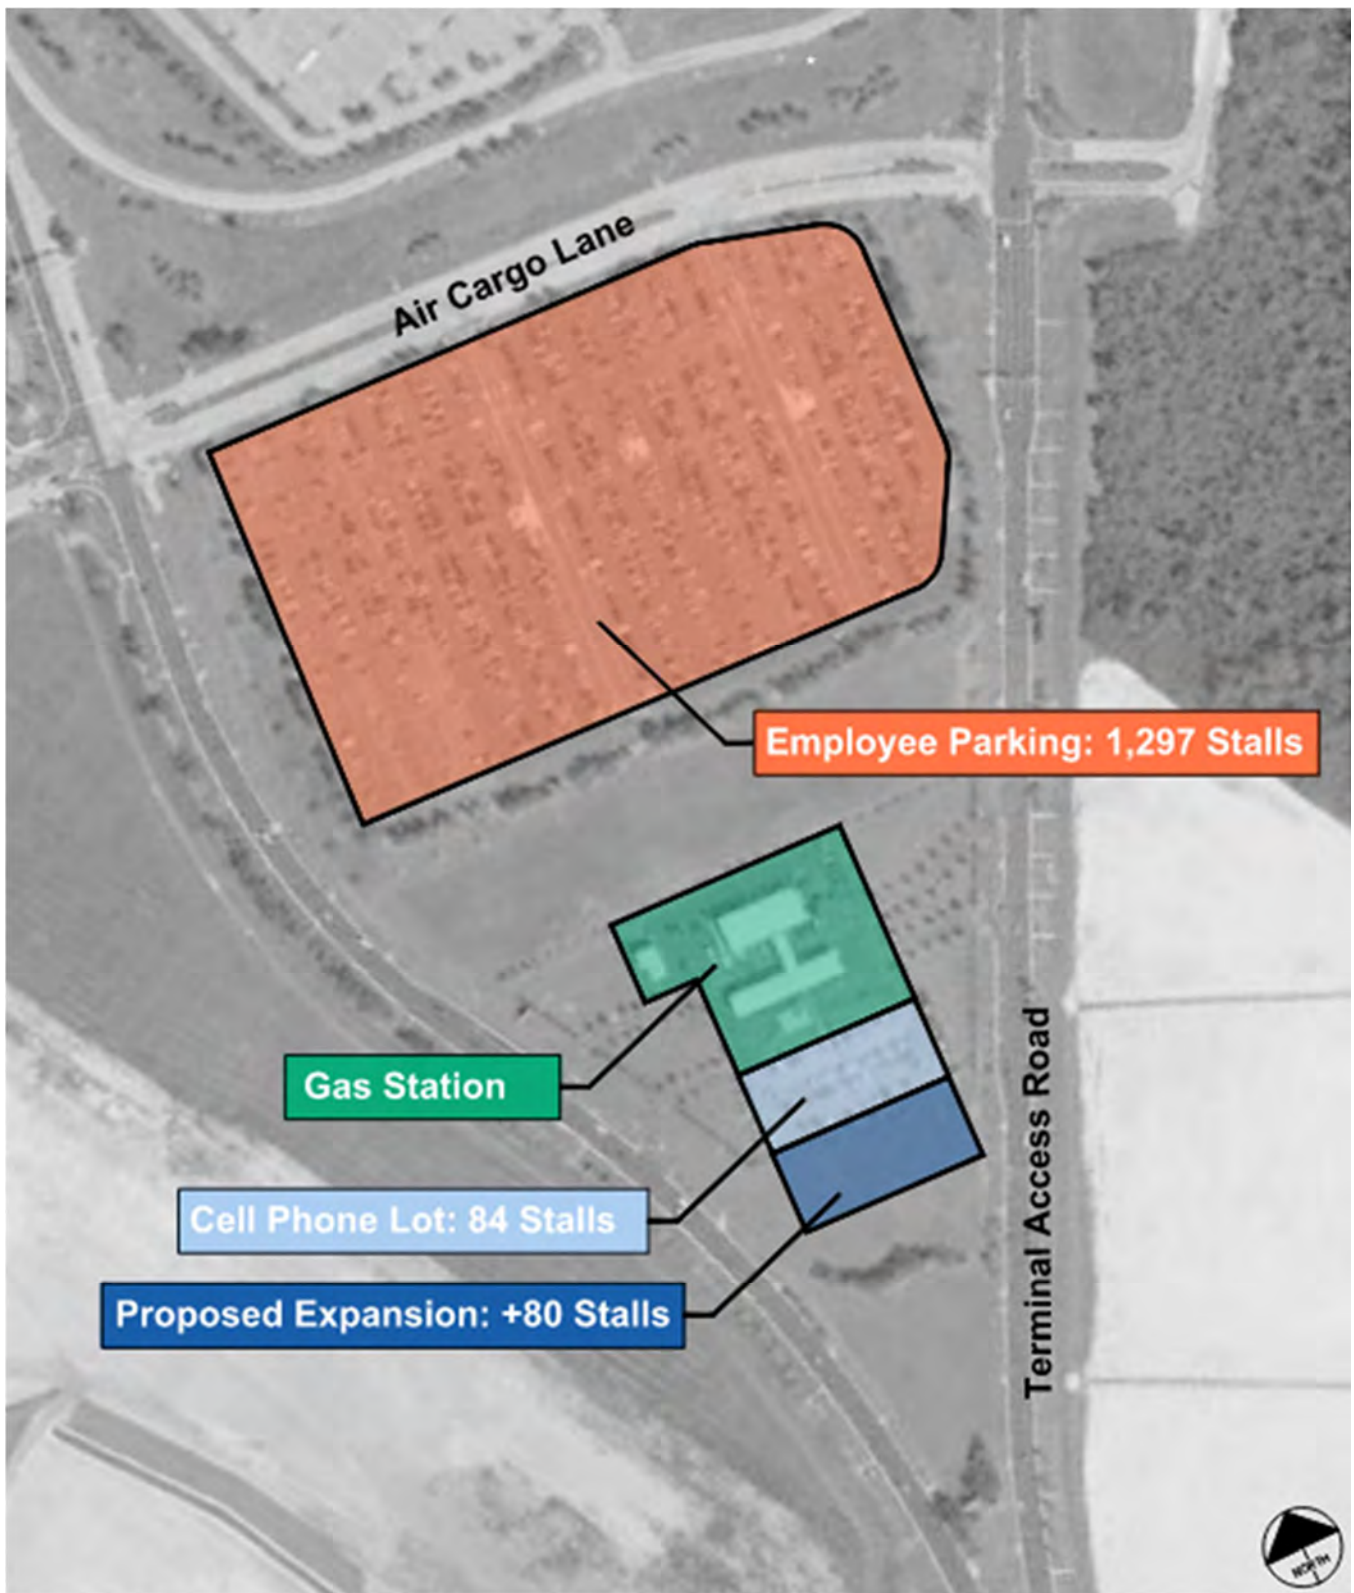 Air Cargo Lane
Employee Parking: 1,297 Stalls
Gas Station
Terminal Access Road
Cell Phone Lot: 84 Stalls
Proposed Expansion: +80 Stalls
NORTH